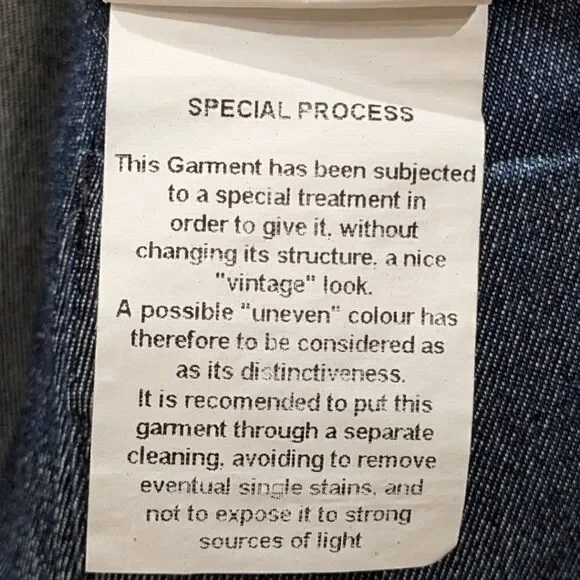 SPECIAL PROCESS
This Garment has been subjected
to a special treatment in
order to give it, without
changing its structure, a nice
"vintage" look.
A possible "uneven" colour has
therefore to be considered as
as its distinctiveness.
It is recomended to put this
garment through a separate
cleaning, avoiding to remove
eventual single stains, and
not to expose it to strong
sources of light